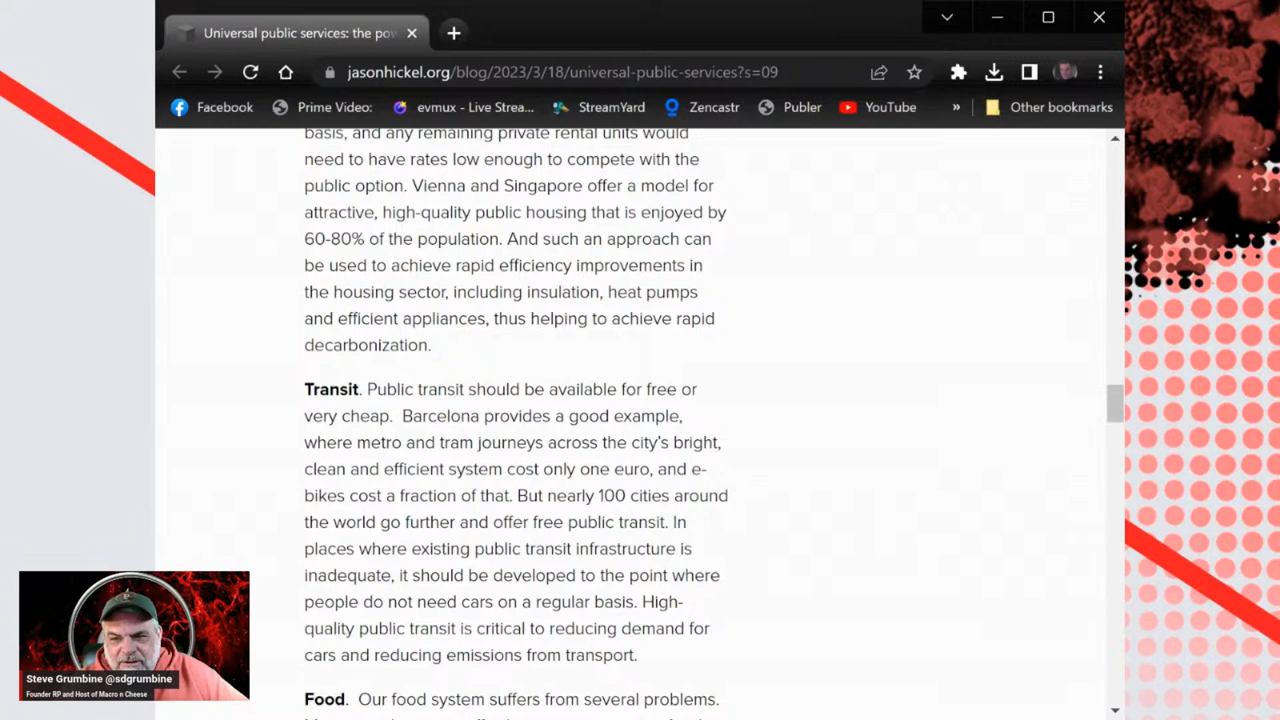 Universal public services: the pow
jasonhickel.org/blog/2023/3/18/universal-public-services?s=09
Facebook
Prime Video:
evmux - Live Strea...
StreamYard
Zencastr
Publer
YouTube
»
Other bookmarks
basis, and any remaining private rental units would
need to have rates low enough to compete with the
public option. Vienna and Singapore offer a model for
attractive, high-quality public housing that is enjoyed by
60-80% of the population. And such an approach can
be used to achieve rapid efficiency improvements in
the housing sector, including insulation, heat pumps
and efficient appliances, thus helping to achieve rapid
decarbonization.
Transit. Public transit should be available for free or
very cheap. Barcelona provides a good example,
where metro and tram journeys across the city's bright,
clean and efficient system cost only one euro, and e-
bikes cost a fraction of that. But nearly 100 cities around
the world go further and offer free public transit. In
places where existing public transit infrastructure is
inadequate, it should be developed to the point where
people do not need cars on a regular basis. High-
quality public transit is critical to reducing demand for
cars and reducing emissions from transport.
Food. Our food system suffers from several problems.
Steve Grumbine @sdgrumbine
Founder RP and Host of Macro n Cheese